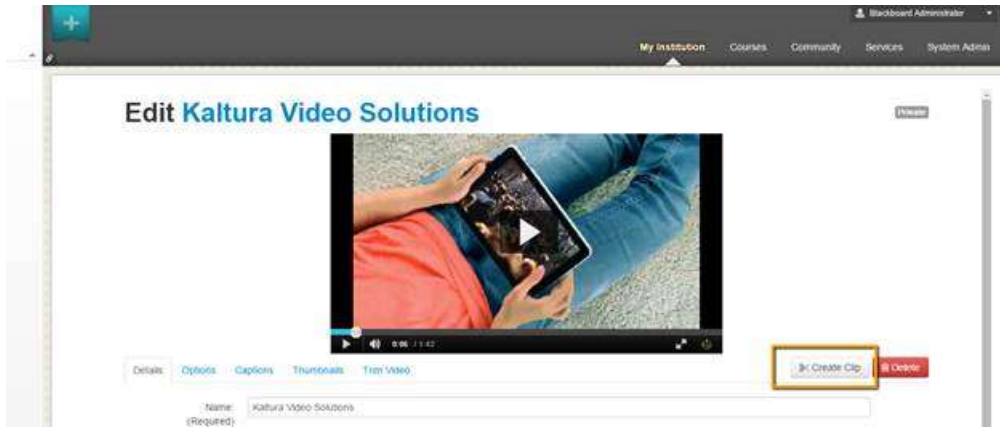 Blackboard Administrator
My Institution Courses Community Services System Admin
Edit Kaltura Video Solutions
Private
0:06 / 1:42
Details Options Captions Thumbnails Trim Video
Create Clip Delete
Name: Kaltura Video Solutions
(Required)